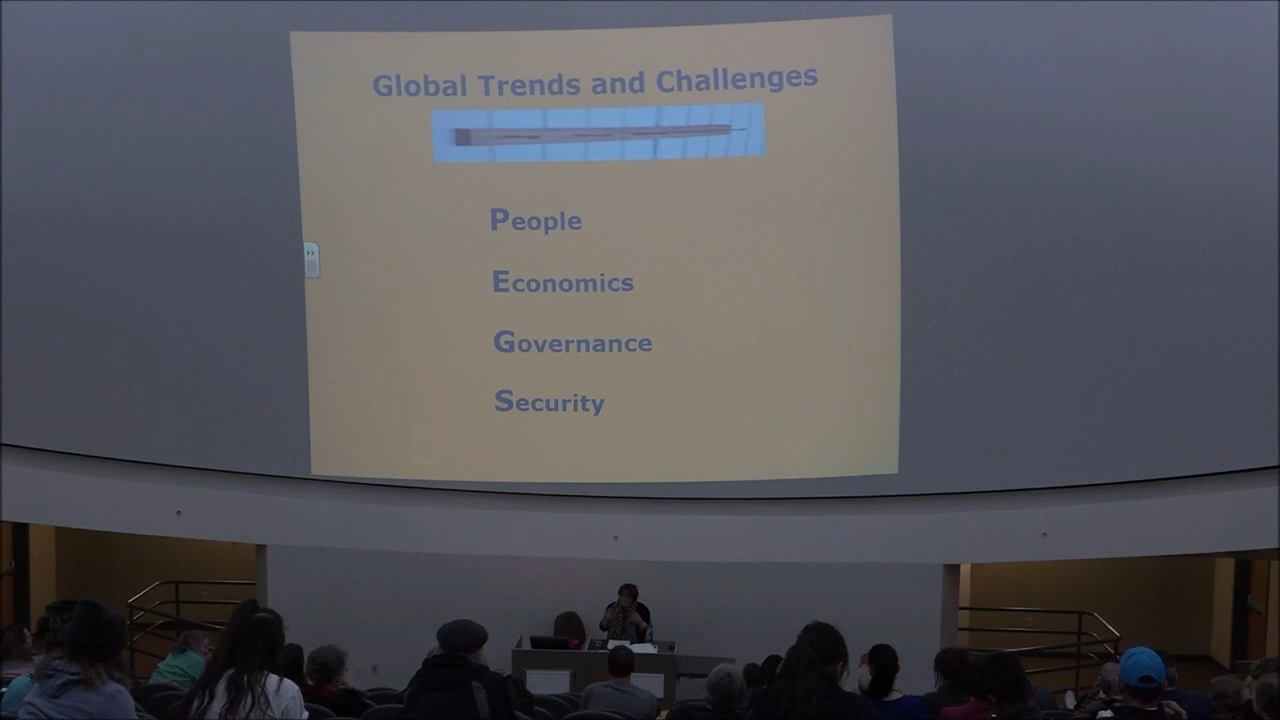 Global Trends and Challenges
People
Economics
Governance
Security